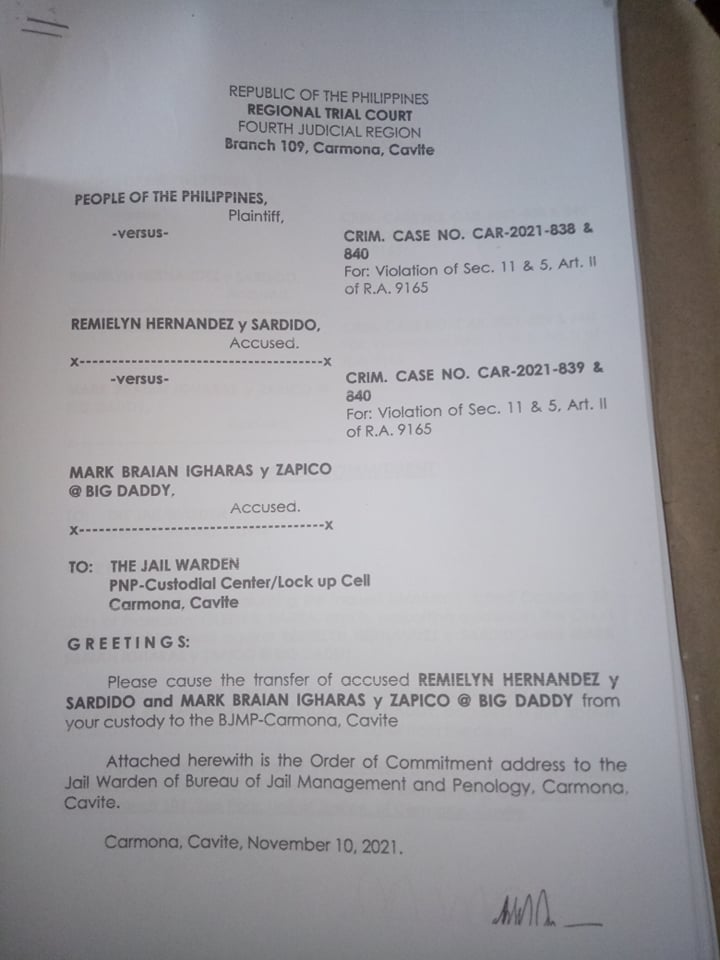 REPUBLIC OF THE PHILIPPINES
REGIONAL TRIAL COURT
FOURTH JUDICIAL REGION
Branch 109, Carmona, Cavite
PEOPLE OF THE PHILIPPINES,
Plaintiff,
-versus-
CRIM. CASE NO. CAR-2021-838 &
840
For: Violation of Sec. 11 & 5, Art. II
of R.A. 9165
REMIELYN HERNANDEZ y SARDIDO,
Accused.
x-----------------------------------x
-versus-
CRIM. CASE NO. CAR-2021-839 &
840
For: Violation of Sec. 11 & 5, Art. II
of R.A. 9165
MARK BRAIAN IGHARAS y ZAPICO
@ BIG DADDY,
Accused.
x-----------------------------------x
TO: THE JAIL WARDEN
PNP-Custodial Center/Lock up Cell
Carmona, Cavite
G R E E T I N G S:
Please cause the transfer of accused REMIELYN HERNANDEZ y
SARDIDO and MARK BRAIAN IGHARAS y ZAPICO @ BIG DADDY from
your custody to the BJMP-Carmona, Cavite
Attached herewith is the Order of Commitment address to the
Jail Warden of Bureau of Jail Management and Penology, Carmona,
Cavite.
Carmona, Cavite, November 10, 2021.